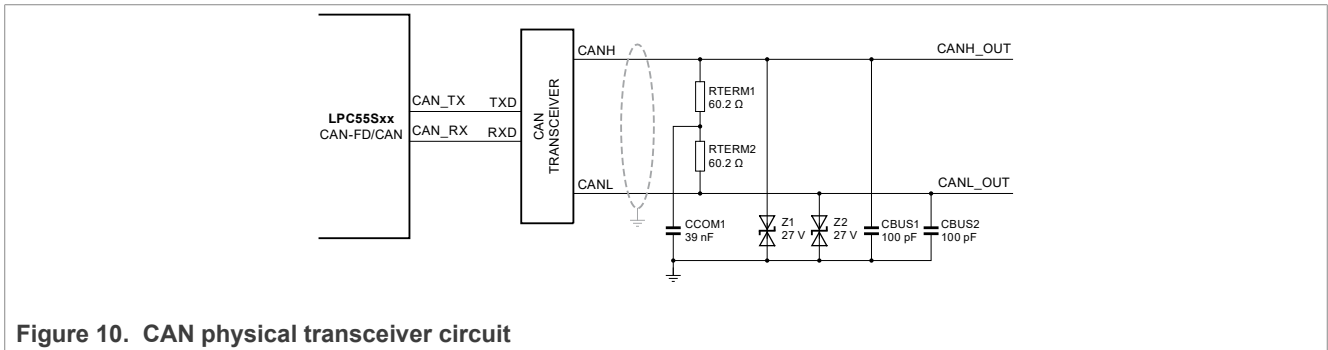 LPC55Sxx
CAN-FD/CAN
CAN_TX
CAN_RX
TXD
RXD
CAN
TRANSCEIVER
CANH
CANL
RTERM1
60.2 Ω
RTERM2
60.2 Ω
CANH_OUT
CANL_OUT
CCOM1
39 nF
Z1
27 V
Z2
27 V
CBUS1
100 pF
CBUS2
100 pF
Figure 10. CAN physical transceiver circuit